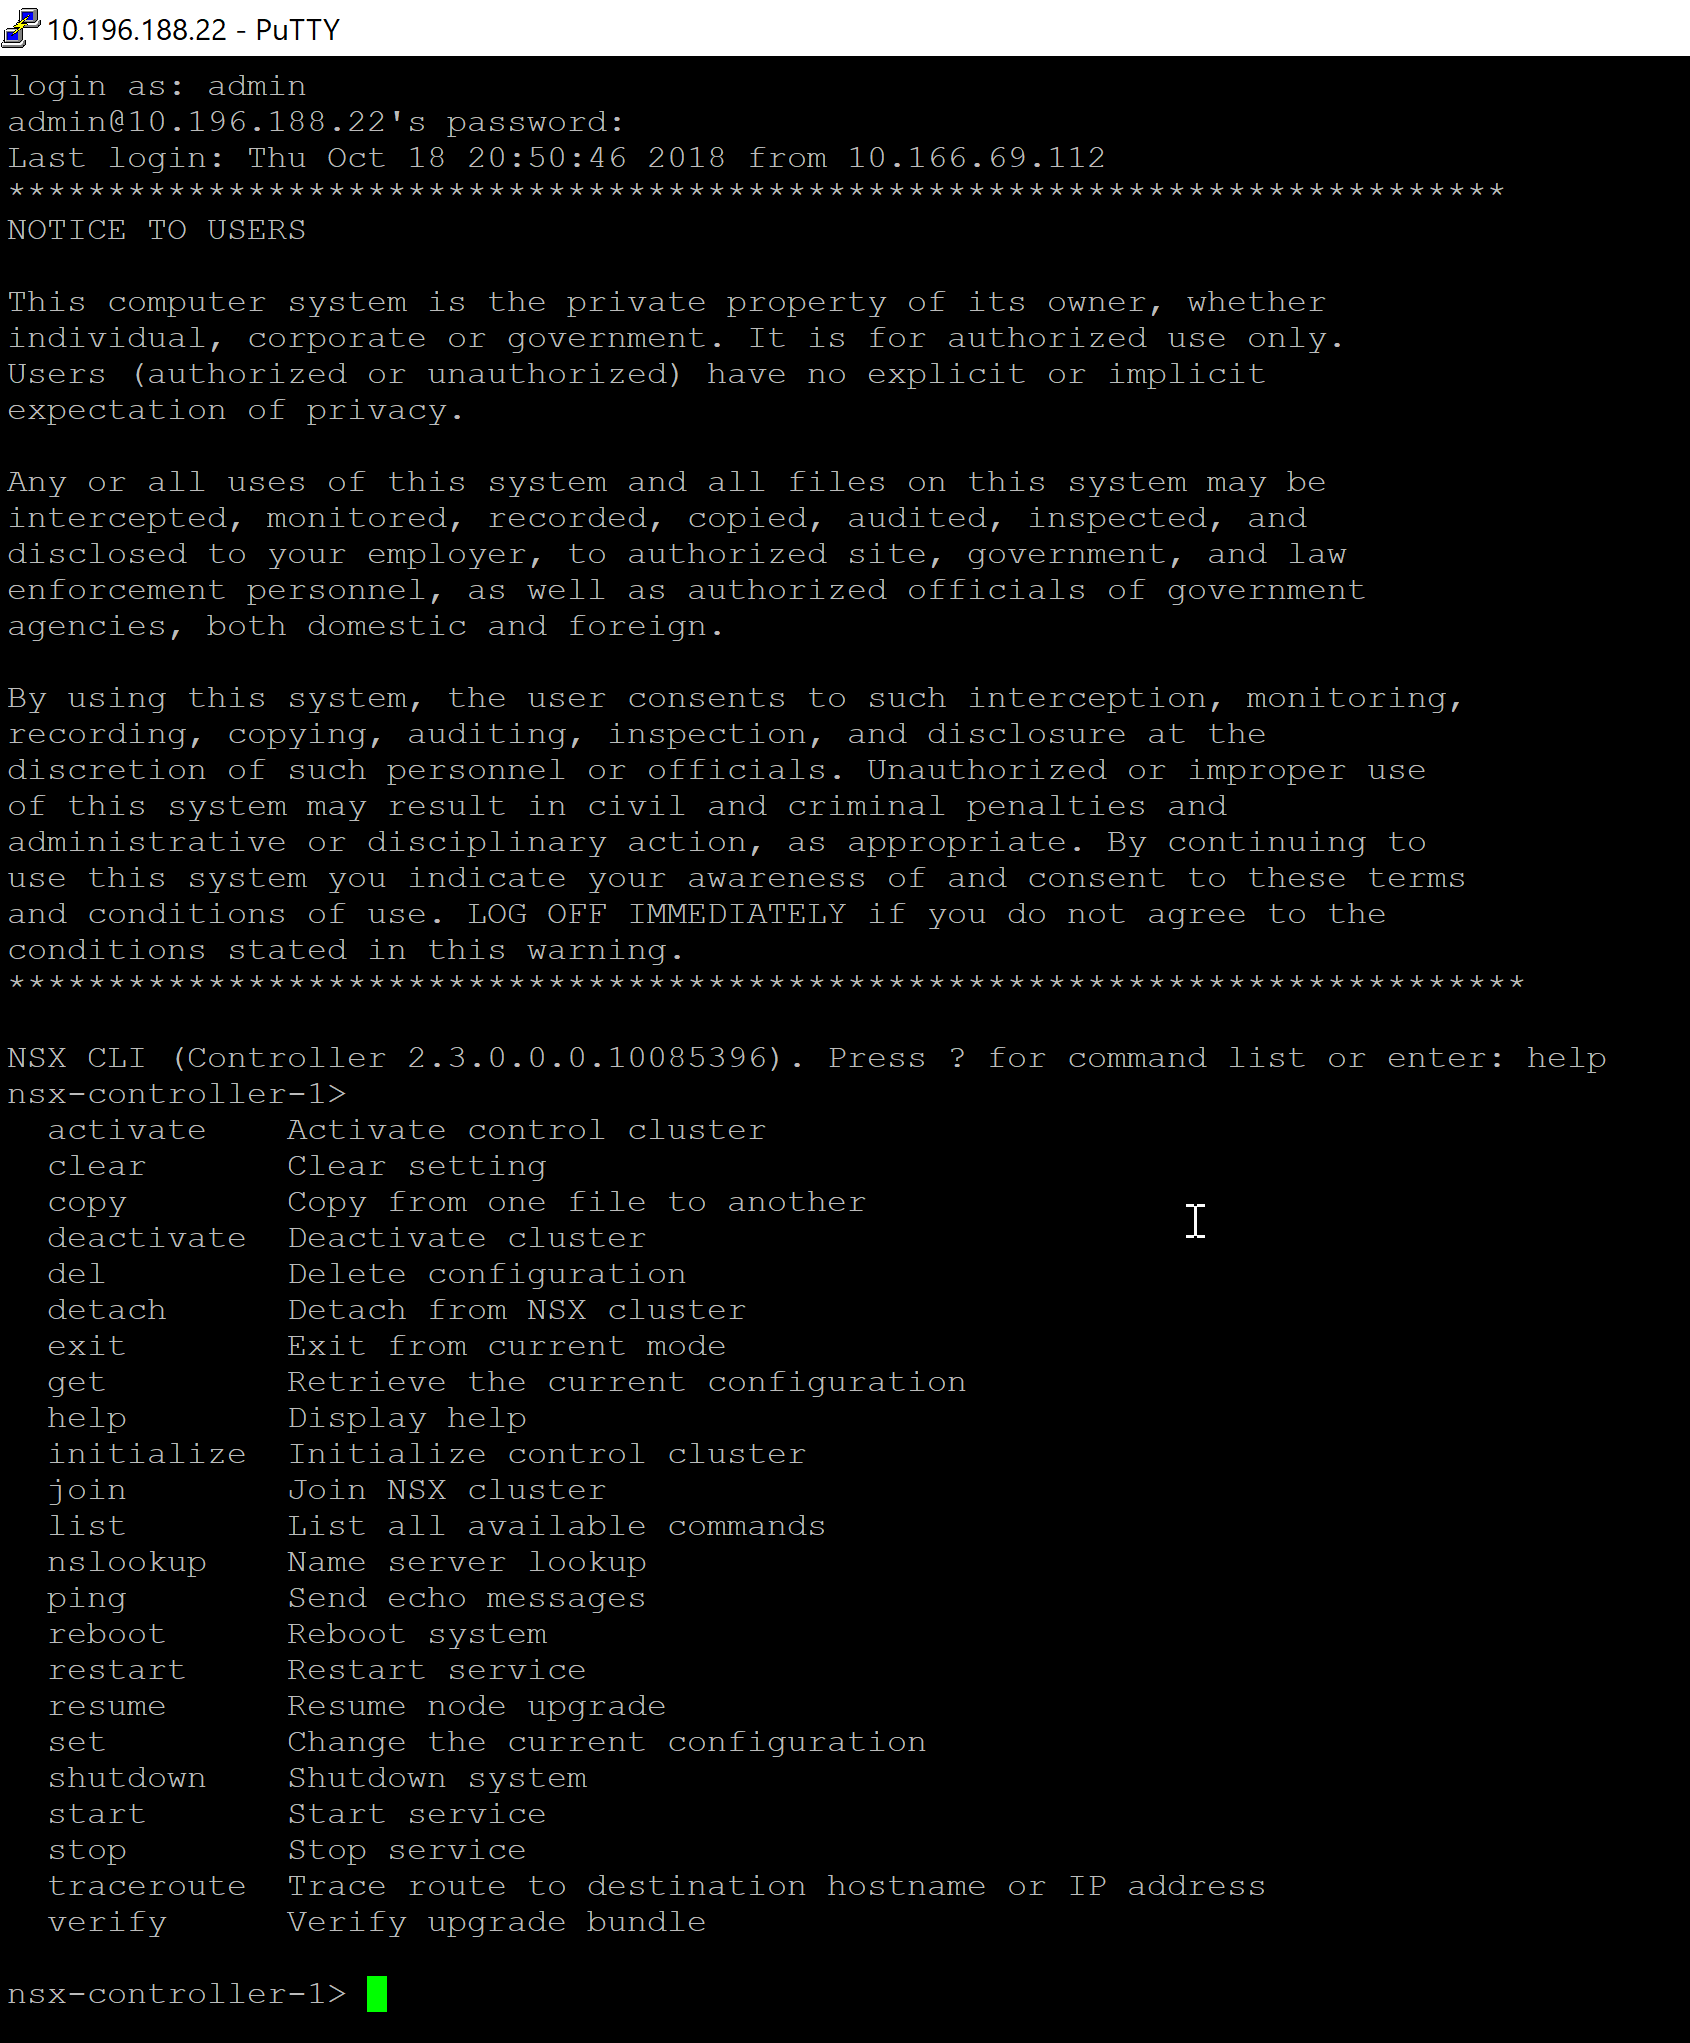 10.196.188.22 - PuTTY
login as: admin
admin@10.196.188.22's password:
Last login: Thu Oct 18 20:50:46 2018 from 10.166.69.112
***************************************************************************
NOTICE TO USERS
This computer system is the private property of its owner, whether
individual, corporate or government. It is for authorized use only.
Users (authorized or unauthorized) have no explicit or implicit
expectation of privacy.
Any or all uses of this system and all files on this system may be
intercepted, monitored, recorded, copied, audited, inspected, and
disclosed to your employer, to authorized site, government, and law
enforcement personnel, as well as authorized officials of government
agencies, both domestic and foreign.
By using this system, the user consents to such interception, monitoring,
recording, copying, auditing, inspection, and disclosure at the
discretion of such personnel or officials. Unauthorized or improper use
of this system may result in civil and criminal penalties and
administrative or disciplinary action, as appropriate. By continuing to
use this system you indicate your awareness of and consent to these terms
and conditions of use. LOG OFF IMMEDIATELY if you do not agree to the
conditions stated in this warning.
****************************************************************************
NSX CLI (Controller 2.3.0.0.0.10085396). Press ? for command list or enter: help
nsx-controller-1>
  activate    Activate control cluster
  clear       Clear setting
  copy        Copy from one file to another
  deactivate  Deactivate cluster
  del         Delete configuration
  detach      Detach from NSX cluster
  exit        Exit from current mode
  get         Retrieve the current configuration
  help        Display help
  initialize  Initialize control cluster
  join        Join NSX cluster
  list        List all available commands
  nslookup    Name server lookup
  ping        Send echo messages
  reboot      Reboot system
  restart     Restart service
  resume      Resume node upgrade
  set         Change the current configuration
  shutdown    Shutdown system
  start       Start service
  stop        Stop service
  traceroute  Trace route to destination hostname or IP address
  verify      Verify upgrade bundle
nsx-controller-1>